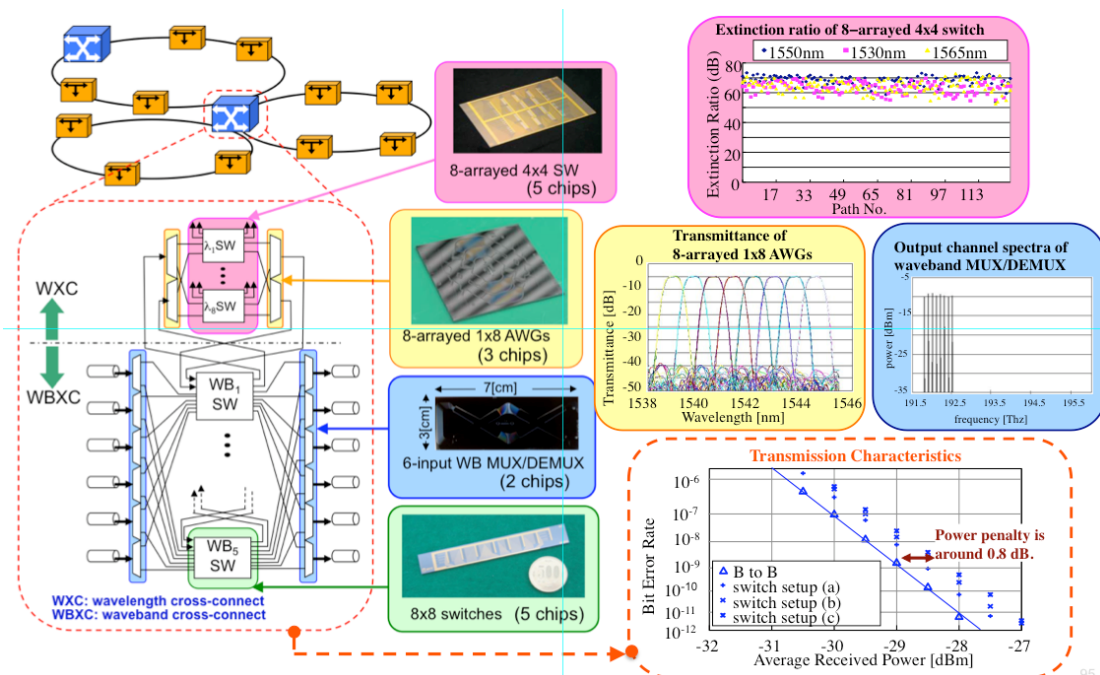 8-arrayed 4x4 SW
(5 chips)
Extinction ratio of 8-arrayed 4x4 switch
1550nm 1530nm 1565nm
Extinction Ratio (dB)
80
60
40
20
0
17 33 49 65 81 97 113
Path No.
WXC
WBXC
λ1SW
λ8SW
WB1
SW
WB5
SW
WXC: wavelength cross-connect
WBXC: waveband cross-connect
8-arrayed 1x8 AWGs
(3 chips)
7[cm]
3[cm]
6-input WB MUX/DEMUX
(2 chips)
500
8x8 switches (5 chips)
Transmittance of
8-arrayed 1x8 AWGs
Transmittance [dB]
0
-10
-20
-30
-40
-50
1538 1540 1542 1544 1546
Wavelength [nm]
Output channel spectra of
waveband MUX/DEMUX
power [dBm]
-5
-15
-25
-35
191.5 192.5 193.5 194.5 195.5
frequency [Thz]
Transmission Characteristics
Bit Error Rate
10-6
10-7
10-8
10-9
10-10
10-11
10-12
Power penalty is
around 0.8 dB.
B to B
switch setup (a)
switch setup (b)
switch setup (c)
-32 -31 -30 -29 -28 -27
Average Received Power [dBm]
95